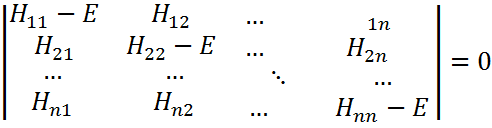 H₁₁ − E H₁₂ ... 1n
H₂₁ H₂₂ − E ... H₂ₙ = 0
... ... ⋱ ...
Hₙ₁ Hₙ₂ ... Hₙₙ − E